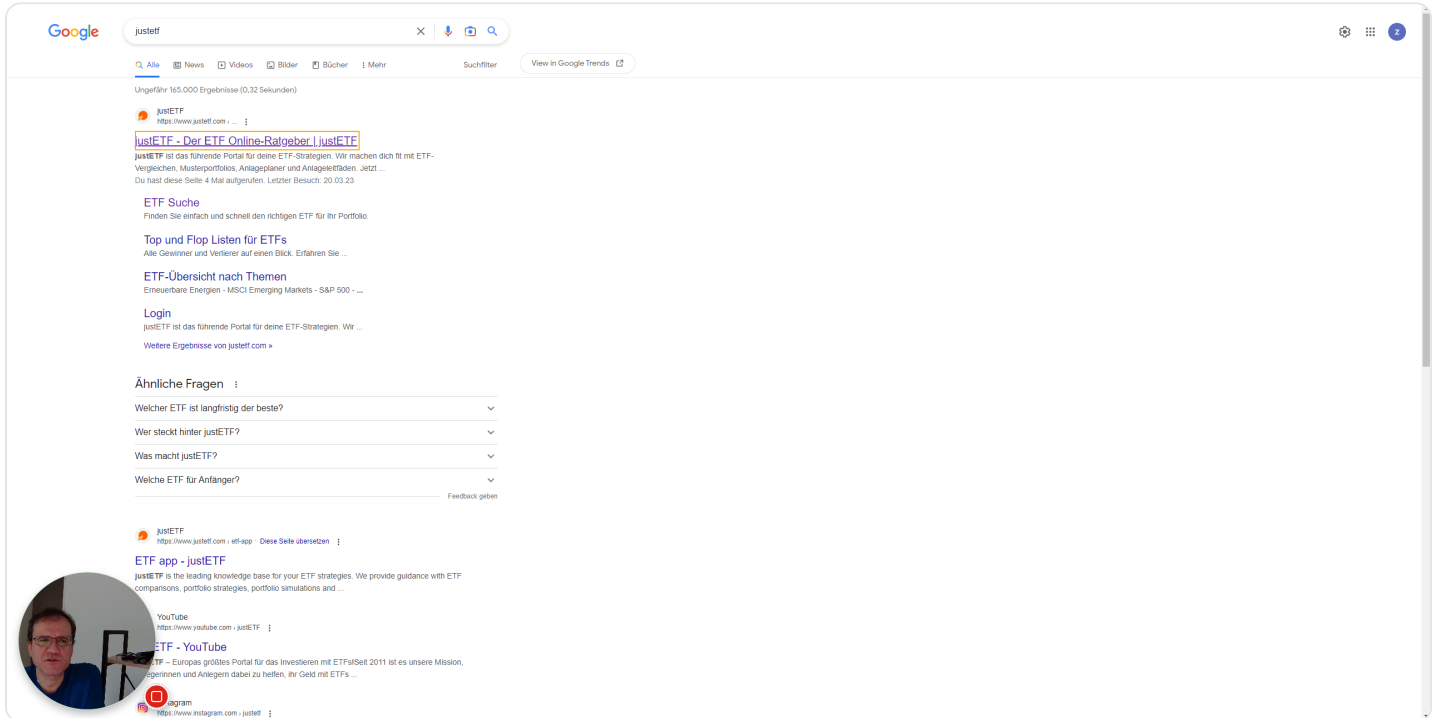 Google
justetf
Alle News Videos Bilder Bücher Mehr Suchfilter View in Google Trends
z
Ungefähr 165.000 Ergebnisse (0,32 Sekunden)
justETF
https://www.justetf.com › ...
justETF - Der ETF Online-Ratgeber | justETF
justETF ist das führende Portal für deine ETF-Strategien. Wir machen dich fit mit ETF-
Vergleichen, Musterportfolios, Anlageplaner und Anlageleitfäden. Jetzt ...
Du hast diese Seite 4 Mal aufgerufen. Letzter Besuch: 20.03.23
ETF Suche
Finden Sie einfach und schnell den richtigen ETF für Ihr Portfolio.
Top und Flop Listen für ETFs
Alle Gewinner und Verlierer auf einen Blick. Erfahren Sie ...
ETF-Übersicht nach Themen
Erneuerbare Energien - MSCI Emerging Markets - S&P 500 - ...
Login
justETF ist das führende Portal für deine ETF-Strategien. Wir ...
Weitere Ergebnisse von justetf.com »
Ähnliche Fragen
Welcher ETF ist langfristig der beste?
Wer steckt hinter justETF?
Was macht justETF?
Welche ETF für Anfänger?
Feedback geben
justETF
https://www.justetf.com › etf-app · Diese Seite übersetzen
ETF app - justETF
justETF is the leading knowledge base for your ETF strategies. We provide guidance with ETF
comparisons, portfolio strategies, portfolio simulations and ...
YouTube
https://www.youtube.com › justETF
ETF - YouTube
TF – Europas größtes Portal für das Investieren mit ETFs!Seit 2011 ist es unsere Mission,
egerinnen und Anlegern dabei zu helfen, ihr Geld mit ETFs ...
agram
https://www.instagram.com › justetf